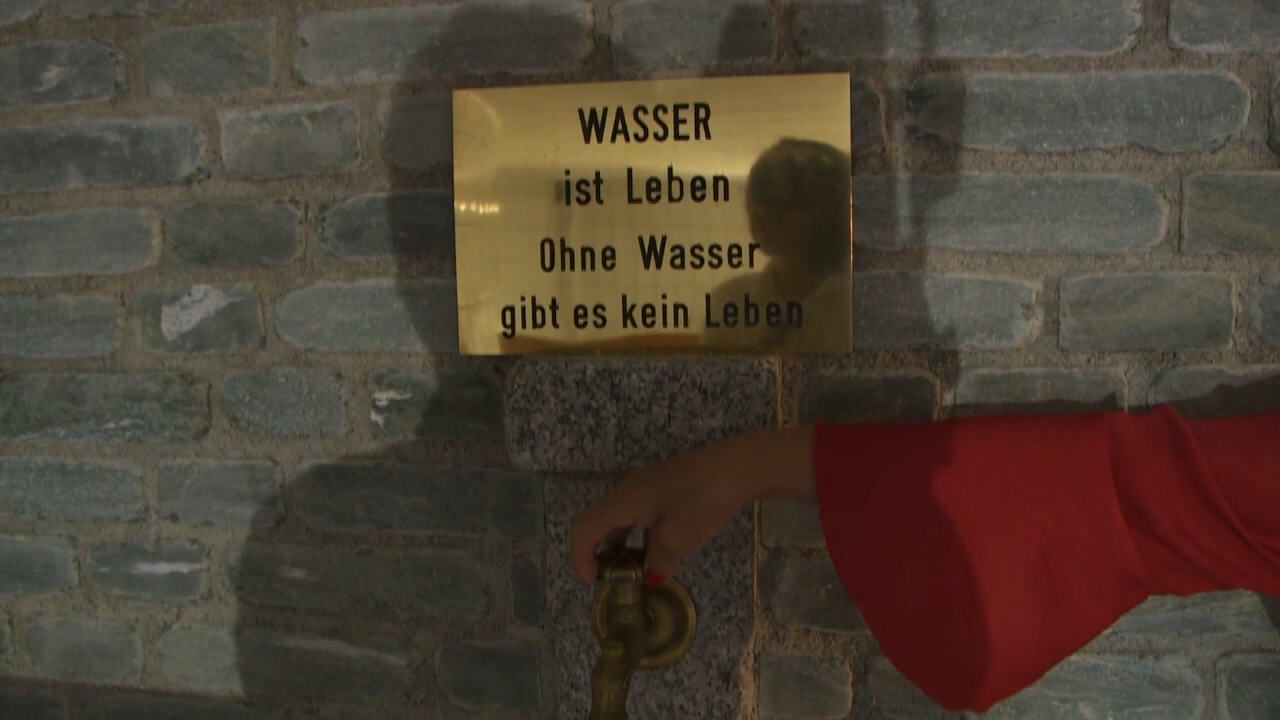 WASSER
ist Leben
Ohne Wasser
gibt es kein Leben